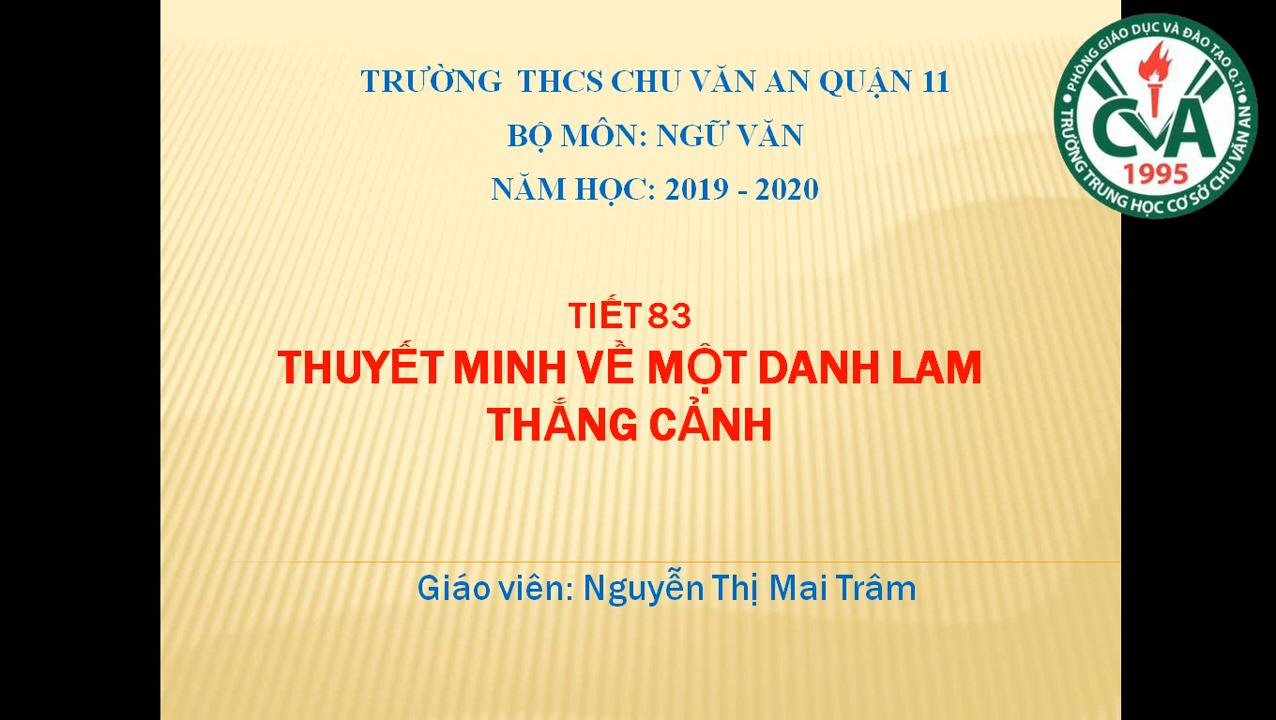 TRƯỜNG THCS CHU VĂN AN QUẬN 11
BỘ MÔN: NGỮ VĂN
NĂM HỌC: 2019 - 2020
PHÒNG GIÁO DỤC VÀ ĐÀO TẠO Q.11
CVA
1995
TRƯỜNG TRUNG HỌC CƠ SỞ CHU VĂN AN
TIẾT 83
THUYẾT MINH VỀ MỘT DANH LAM
THẮNG CẢNH
Giáo viên: Nguyễn Thị Mai Trâm